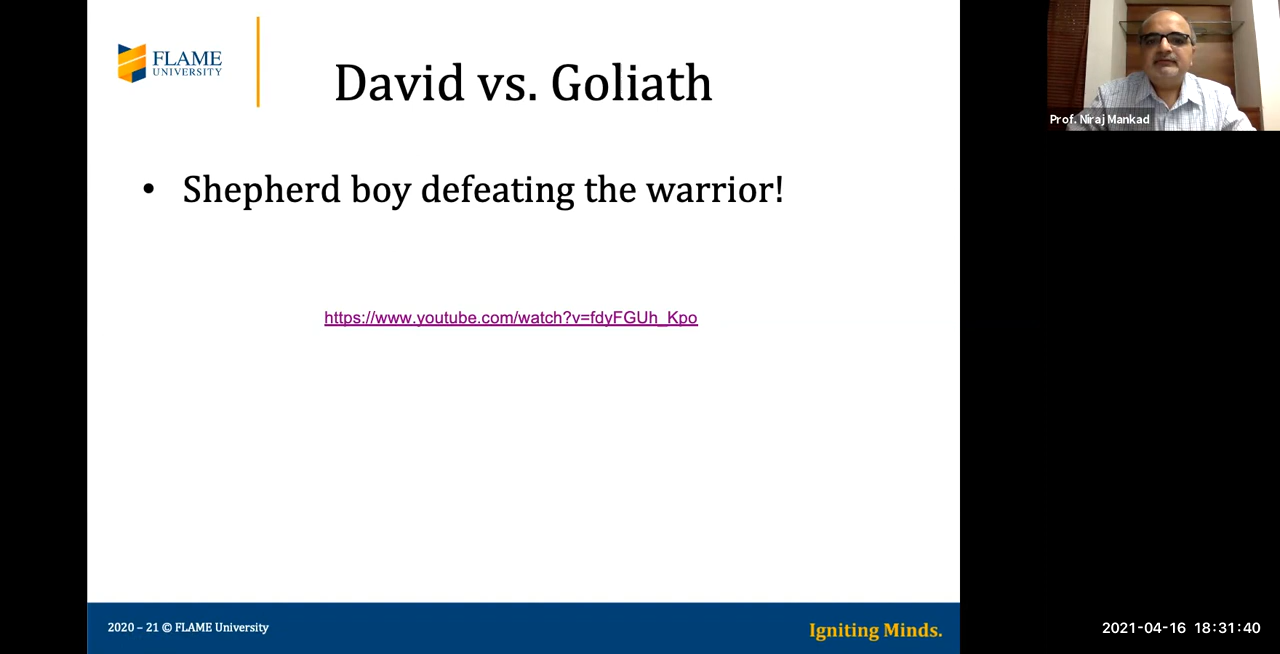 FLAME
UNIVERSITY
David vs. Goliath
• Shepherd boy defeating the warrior!
https://www.youtube.com/watch?v=fdyFGUh_Kpo
2020 – 21 © FLAME University
Igniting Minds.
Prof. Niraj Mankad
2021-04-16 18:31:40